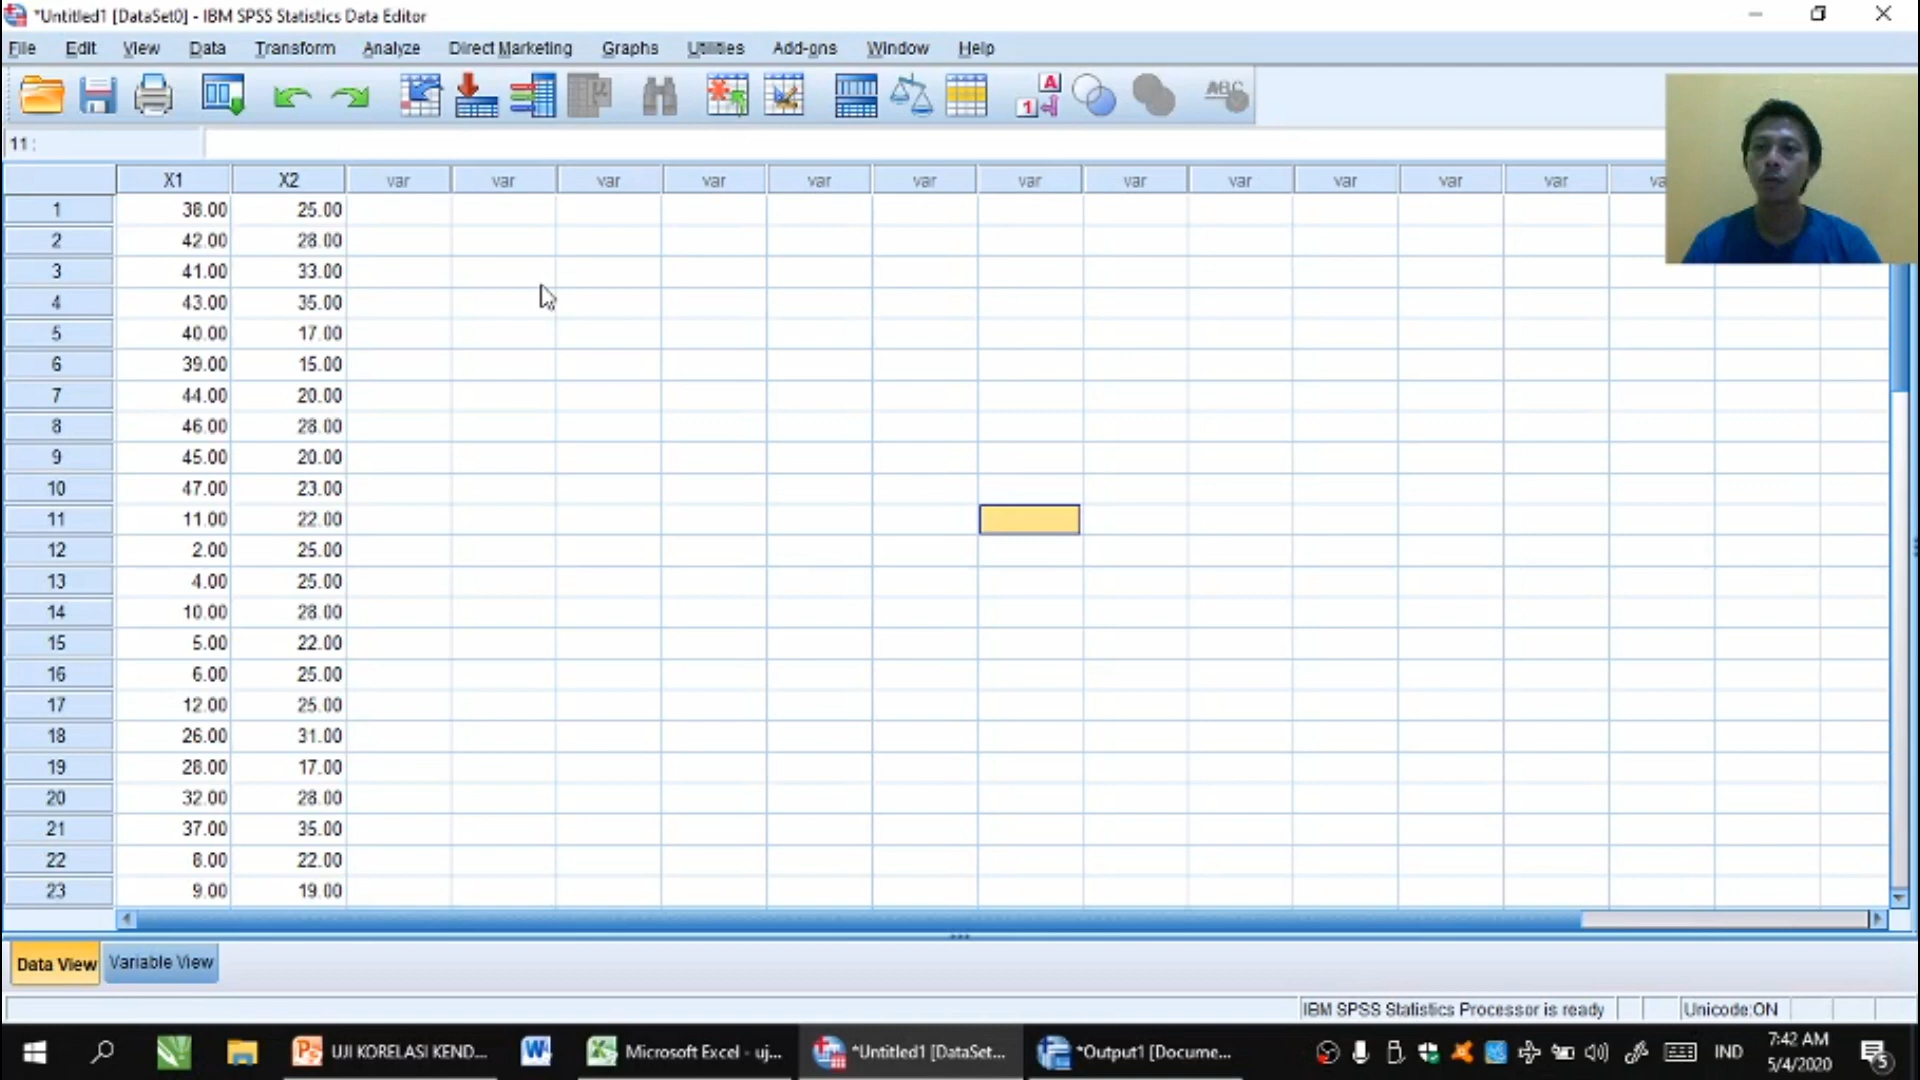 *Untitled1 [DataSet0] - IBM SPSS Statistics Data Editor
File Edit View Data Transform Analyze Direct Marketing Graphs Utilities Add-ons Window Help
11 :
X1 X2 var var var var var var var var var var var var
1 38.00 25.00
2 42.00 28.00
3 41.00 33.00
4 43.00 35.00
5 40.00 17.00
6 39.00 15.00
7 44.00 20.00
8 46.00 28.00
9 45.00 20.00
10 47.00 23.00
11 11.00 22.00
12 2.00 25.00
13 4.00 25.00
14 10.00 28.00
15 5.00 22.00
16 6.00 25.00
17 12.00 25.00
18 26.00 31.00
19 28.00 17.00
20 32.00 28.00
21 37.00 35.00
22 8.00 22.00
23 9.00 19.00
Data View Variable View
IBM SPSS Statistics Processor is ready Unicode:ON
UJI KORELASI KEND... Microsoft Excel - uj... *Untitled1 [DataSet... *Output1 [Docume... IND 7:42 AM
5/4/2020 5